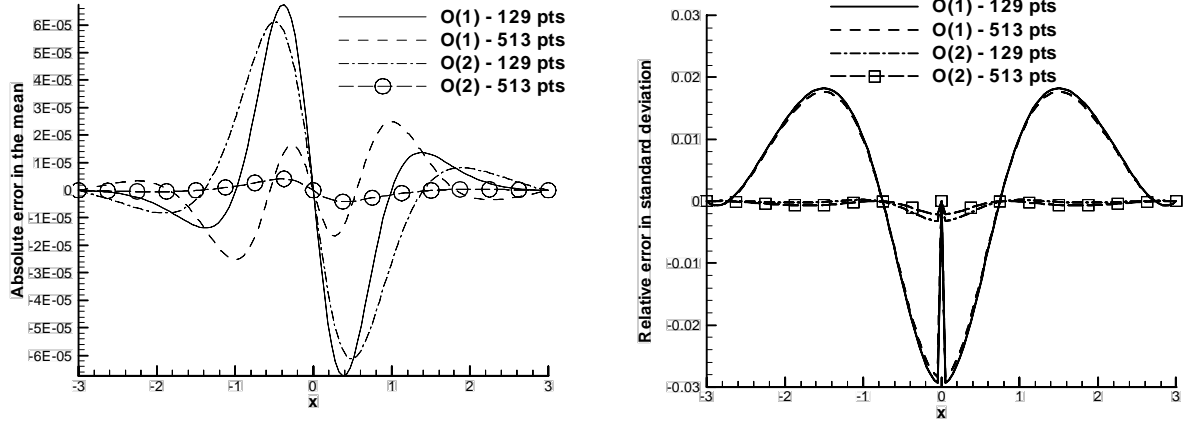 O(1) - 129 pts
O(1) - 513 pts
O(2) - 129 pts
O(2) - 513 pts
Absolute error in the mean
6E-05
5E-05
4E-05
3E-05
2E-05
1E-05
0
-1E-05
-2E-05
-3E-05
-4E-05
-5E-05
-6E-05
-3 -2 -1 0 1 2 3
x
O(1) - 129 pts
O(1) - 513 pts
O(2) - 129 pts
O(2) - 513 pts
Relative error in standard deviation
0.03
0.02
0.01
0
-0.01
-0.02
-0.03
-3 -2 -1 0 1 2 3
x